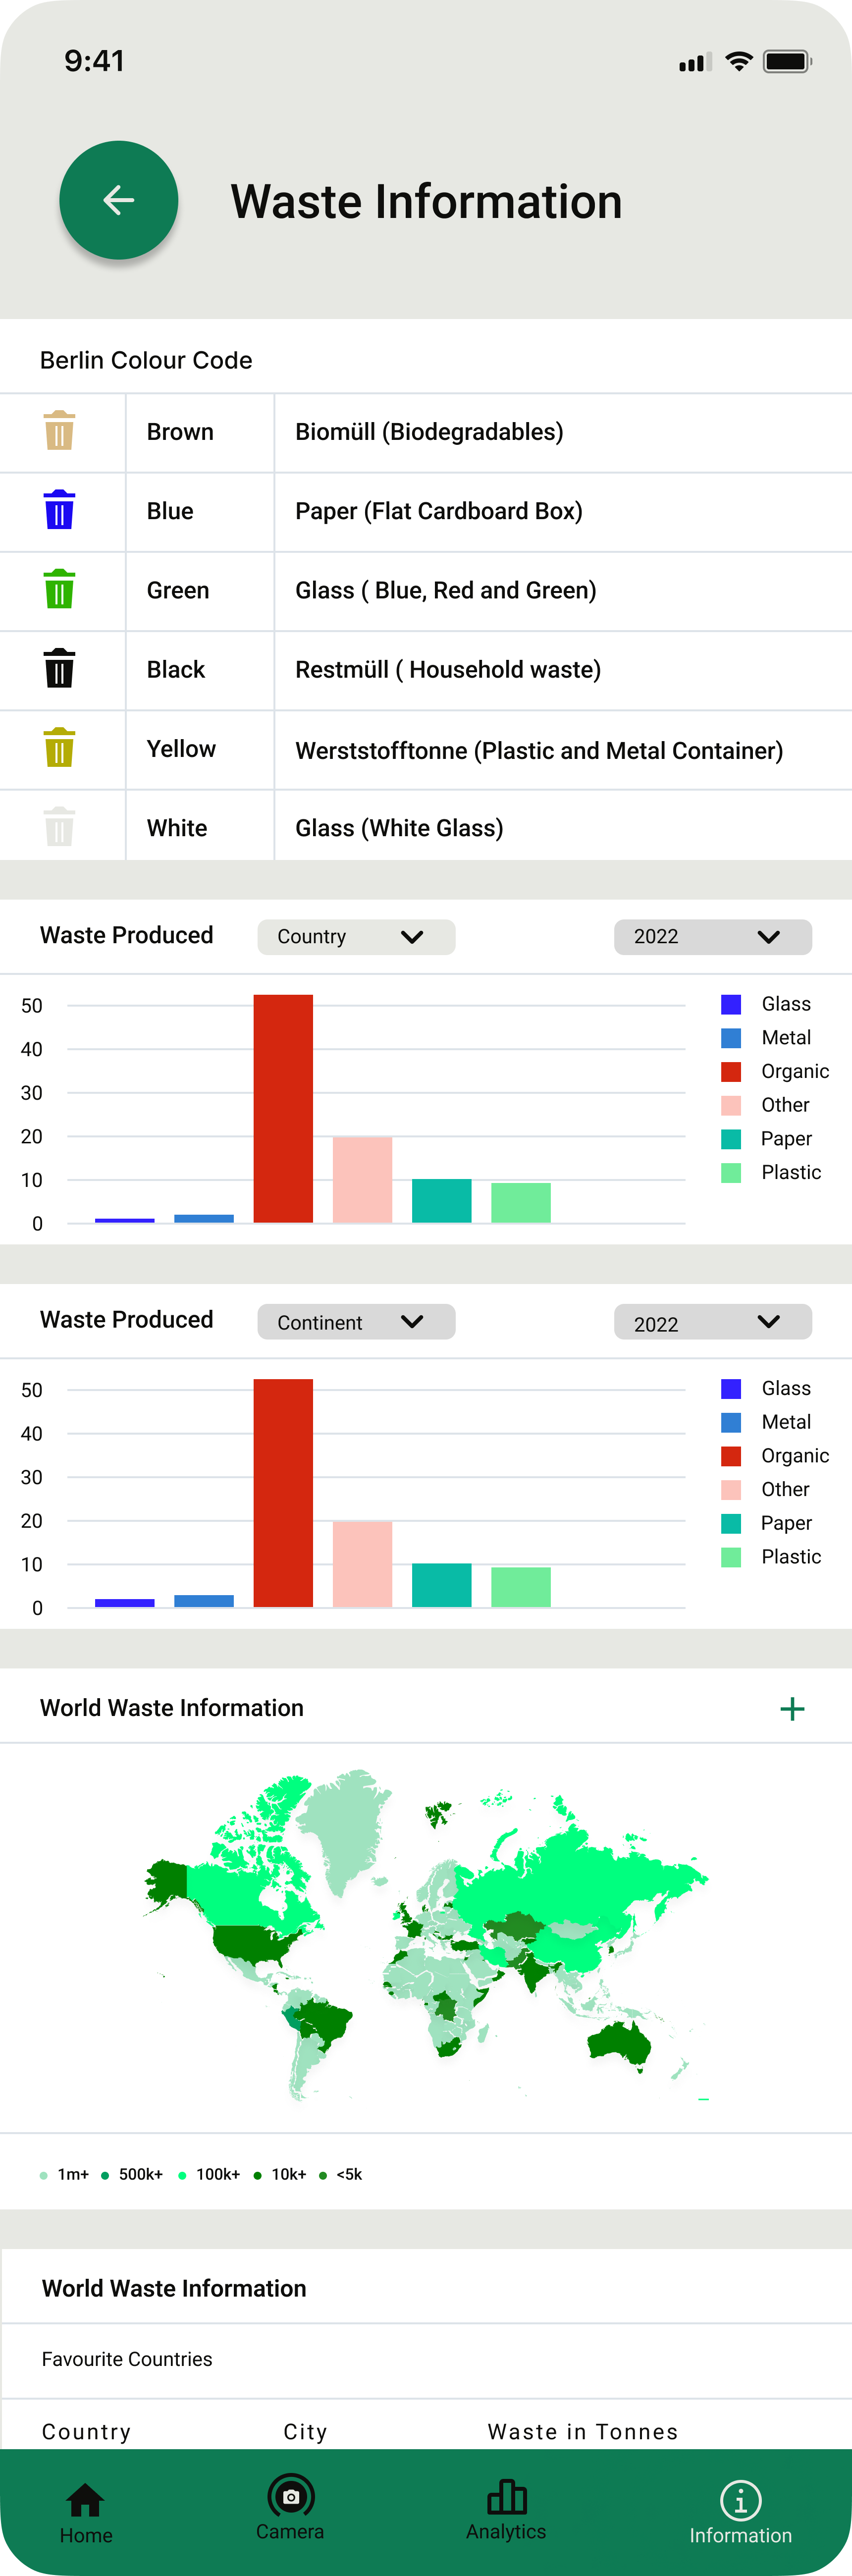 9:41
Waste Information
Berlin Colour Code
Brown Biomüll (Biodegradables)
Blue Paper (Flat Cardboard Box)
Green Glass ( Blue, Red and Green)
Black Restmüll ( Household waste)
Yellow Werststofftonne (Plastic and Metal Container)
White Glass (White Glass)
Waste Produced Country 2022
50
40
30
20
10
0
Glass
Metal
Organic
Other
Paper
Plastic
Waste Produced Continent 2022
50
40
30
20
10
0
Glass
Metal
Organic
Other
Paper
Plastic
World Waste Information
1m+ 500k+ 100k+ 10k+ <5k
World Waste Information
Favourite Countries
Country City Waste in Tonnes
Home Camera Analytics Information